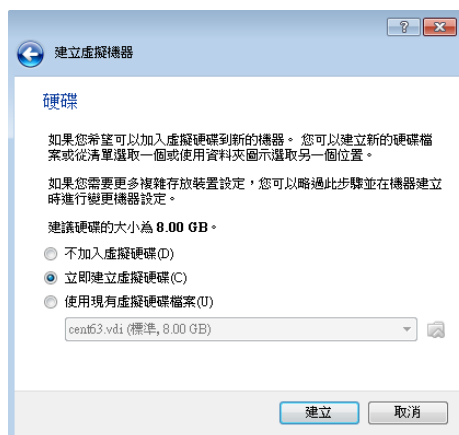 建立虛擬機器
硬碟
如果您希望可以加入虛擬硬碟到新的機器。您可以建立新的硬碟檔
案或從清單選取一個或使用資料夾圖示選取另一個位置。
如果您需要更多複雜存放裝置設定，您可以略過此步驟並在機器建立
時進行變更機器設定。
建議硬碟的大小為 8.00 GB。
不加入虛擬硬碟(D)
立即建立虛擬硬碟(C)
使用現有虛擬硬碟檔案(U)
cent63.vdi (標準, 8.00 GB)
建立 取消